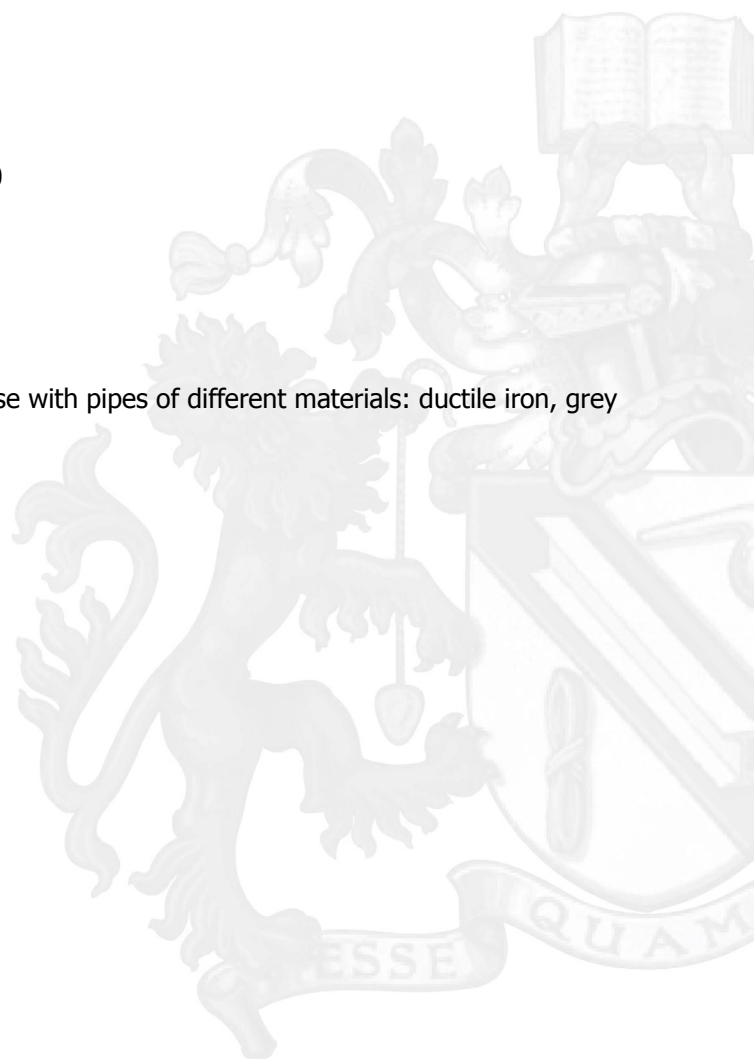 )
se with pipes of different materials: ductile iron, grey
ESSE QUAM